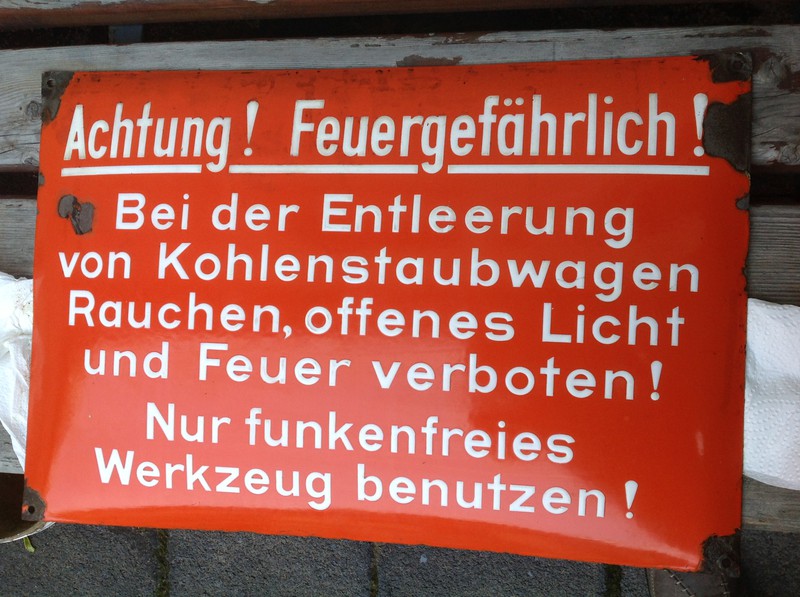 Achtung! Feuergefährlich!
Bei der Entleerung
von Kohlenstaubwagen
Rauchen, offenes Licht
und Feuer verboten!
Nur funkenfreies
Werkzeug benutzen!